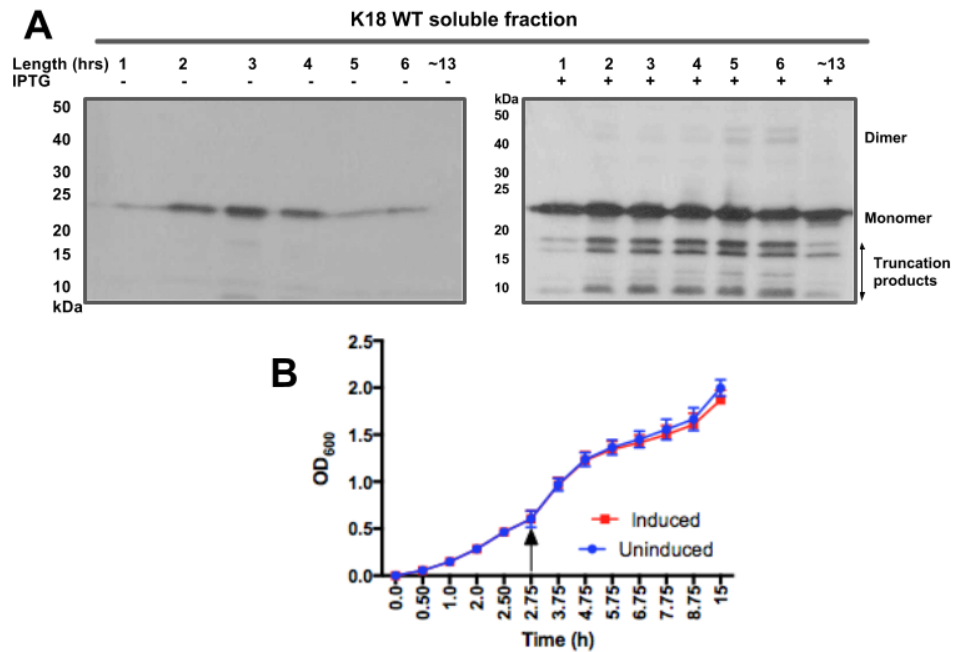 A
K18 WT soluble fraction
Length (hrs) 1 2 3 4 5 6 ~13
IPTG - - - - - - -
1 2 3 4 5 6 ~13
+ + + + + + +
50
40
30
25
20
15
10
kDa
kDa
50
40
30
25
20
15
10
Dimer
Monomer
Truncation
products
B
2.5
2.0
1.5
1.0
0.5
0.0
OD600
Induced
Uninduced
0.0 0.50 1.0 2.0 2.50 2.75 3.75 4.75 5.75 6.75 7.75 8.75 15
Time (h)